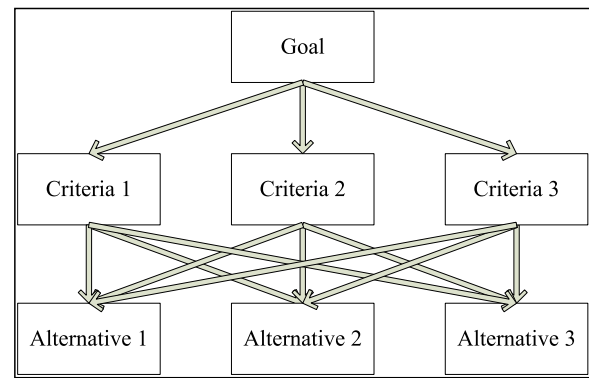 Goal
Criteria 1
Criteria 2
Criteria 3
Alternative 1
Alternative 2
Alternative 3